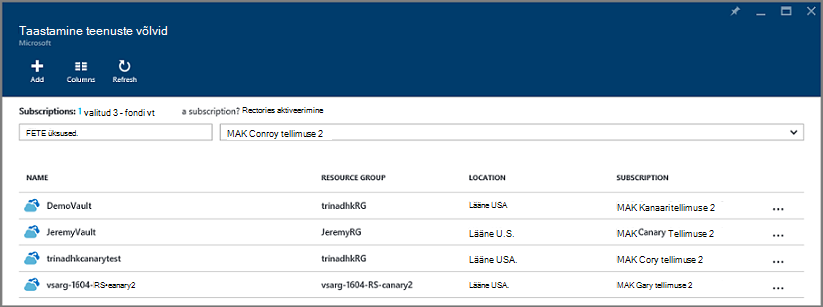 Taastamine teenuste võlvid
Microsoft
Add Columns Refresh
Subscriptions: 1 valitud 3 - fondi vt a subscription? Rectories aktiveerimine
FETE üksused. MAK Conroy tellimuse 2
NAME RESOURCE GROUP LOCATION SUBSCRIPTION
DemoVault trinadhkRG Lääne USA MAK Kanaaritellimuse 2 ...
JeremyVault JeremyRG Lääne U.S. MAK Canary Tellimuse 2 ...
trinadhkcanarytest trinadhkRG Lääne USA. MAK Cory tellimuse 2 ...
vsarg-1604-RS-canary2 vsarg-1604-RS-canary2 Lääne USA. MAK Gary tellimuse 2 ...